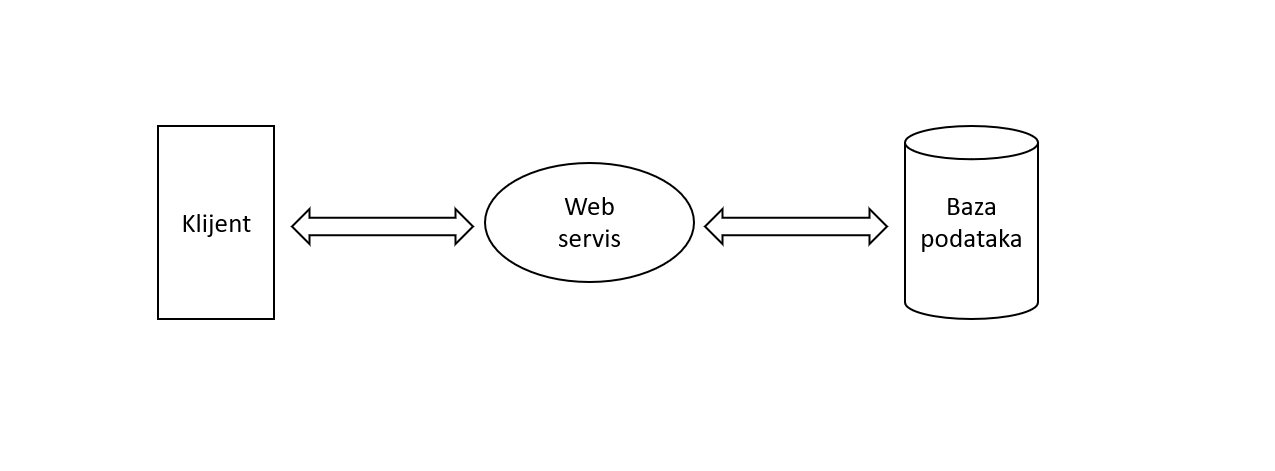 Klijent
Web
servis
Baza
podataka